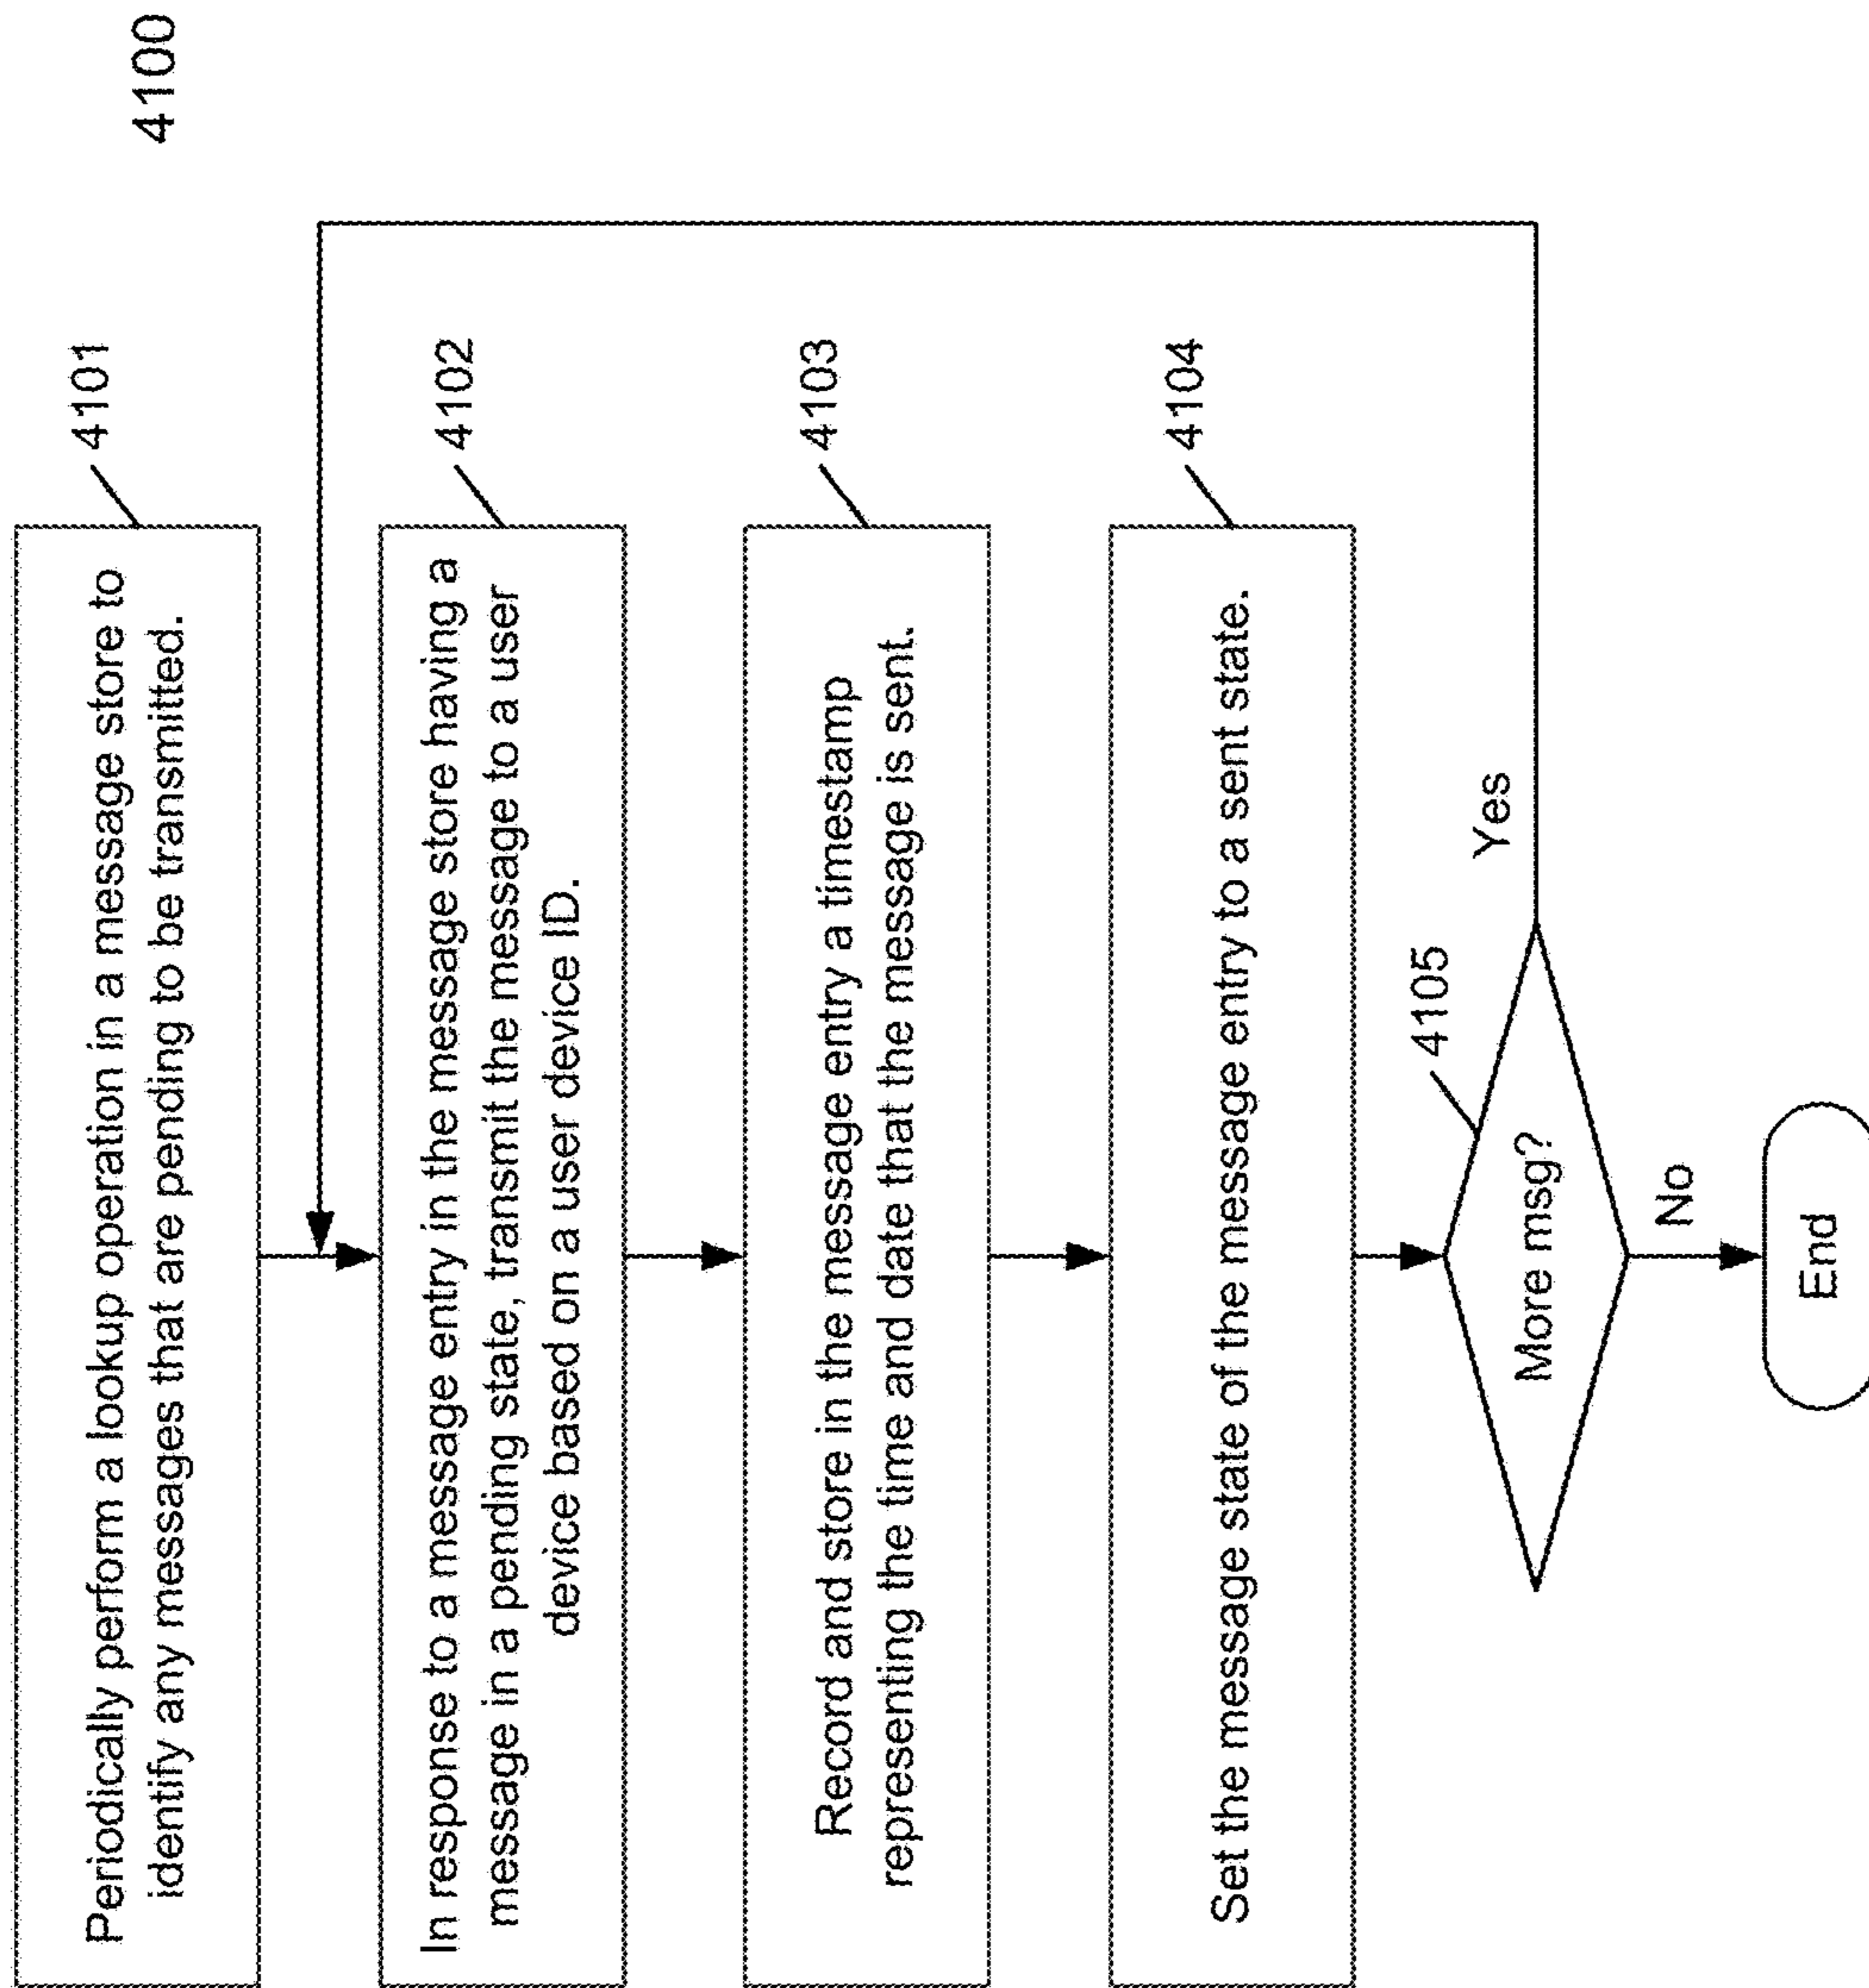 4100
4101
Periodically perform a lookup operation in a message store to
identify any messages that are pending to be transmitted.
4102
In response to a message entry in the message store having a
message in a pending state, transmit the message to a user
device based on a user device ID.
4103
Record and store in the message entry a timestamp
representing the time and date that the message is sent.
4104
Set the message state of the message entry to a sent state.
4105
More msg?
Yes
No
End